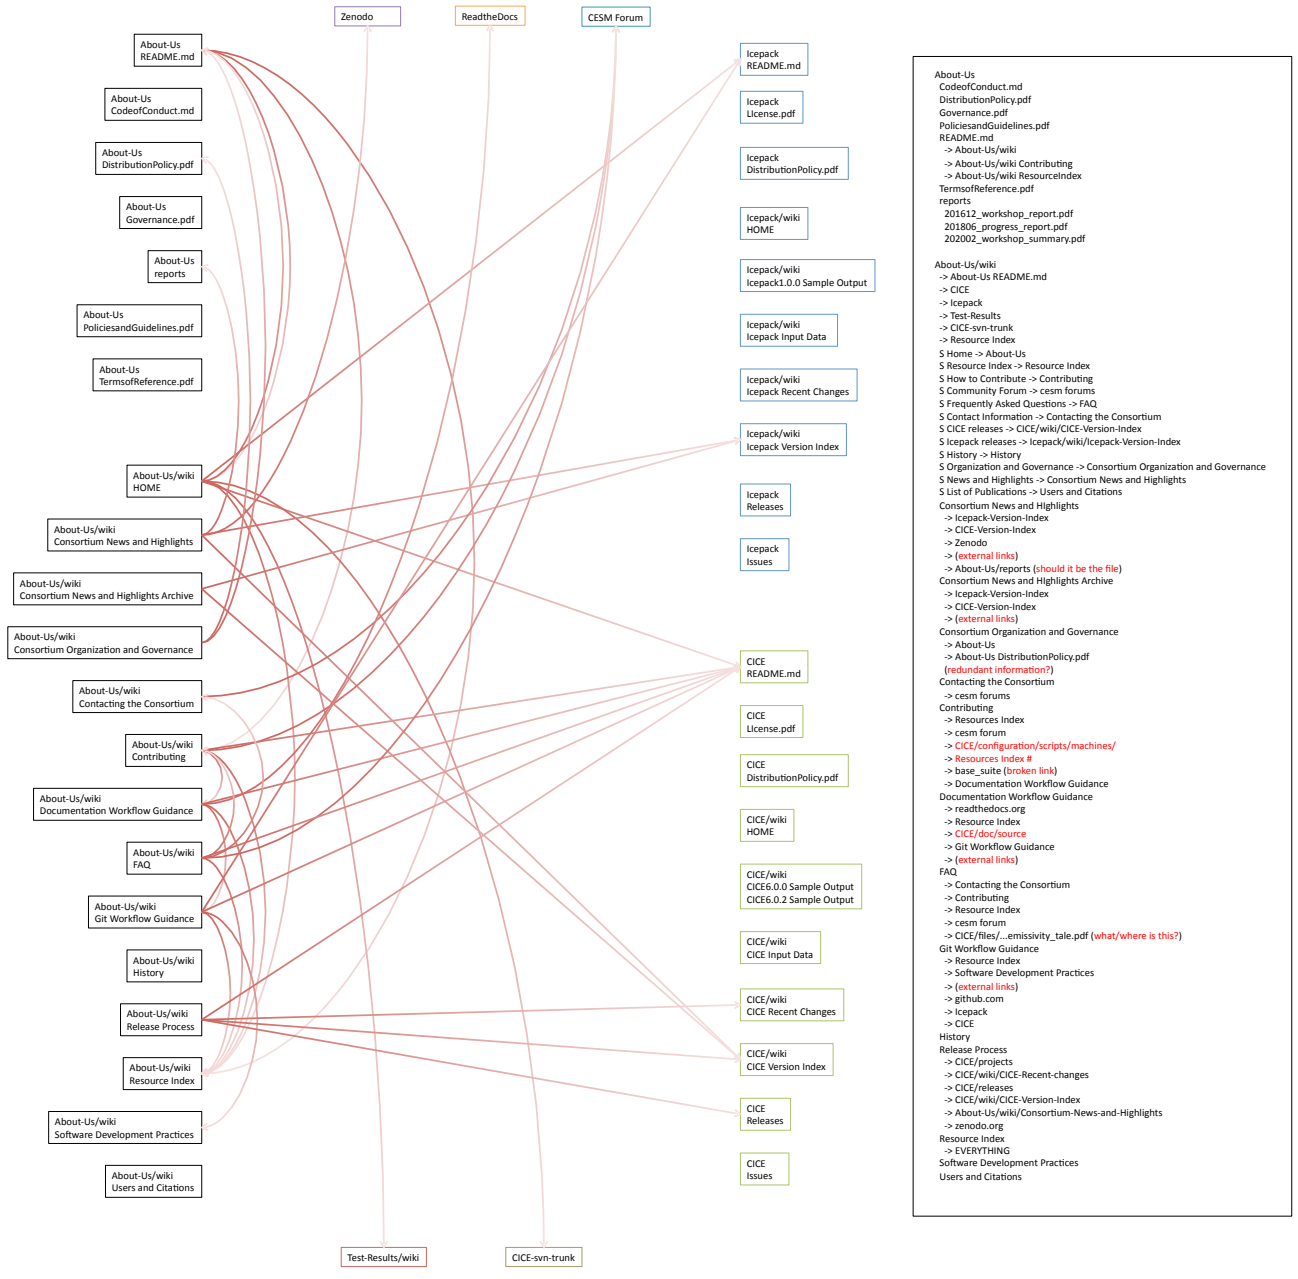 Zenodo
ReadtheDocs
CESM Forum
About-Us
README.md
About-Us
CodeofConduct.md
About-Us
DistributionPolicy.pdf
About-Us
Governance.pdf
About-Us
reports
About-Us
PoliciesandGuidelines.pdf
About-Us
TermsofReference.pdf
About-Us/wiki
HOME
About-Us/wiki
Consortium News and Highlights
About-Us/wiki
Consortium News and Highlights Archive
About-Us/wiki
Consortium Organization and Governance
About-Us/wiki
Contacting the Consortium
About-Us/wiki
Contributing
About-Us/wiki
Documentation Workflow Guidance
About-Us/wiki
FAQ
About-Us/wiki
Git Workflow Guidance
About-Us/wiki
History
About-Us/wiki
Release Process
About-Us/wiki
Resource Index
About-Us/wiki
Software Development Practices
About-Us/wiki
Users and Citations
Test-Results/wiki
CICE-svn-trunk
Icepack
README.md
Icepack
LIcense.pdf
Icepack
DistributionPolicy.pdf
Icepack/wiki
HOME
Icepack/wiki
Icepack1.0.0 Sample Output
Icepack/wiki
Icepack Input Data
Icepack/wiki
Icepack Recent Changes
Icepack/wiki
Icepack Version Index
Icepack
Releases
Icepack
Issues
CICE
README.md
CICE
LIcense.pdf
CICE
DistributionPolicy.pdf
CICE/wiki
HOME
CICE/wiki
CICE6.0.0 Sample Output
CICE6.0.2 Sample Output
CICE/wiki
CICE Input Data
CICE/wiki
CICE Recent Changes
CICE/wiki
CICE Version Index
CICE
Releases
CICE
Issues
About-Us
CodeofConduct.md
DistributionPolicy.pdf
Governance.pdf
PoliciesandGuidelines.pdf
README.md
-> About-Us/wiki
-> About-Us/wiki Contributing
-> About-Us/wiki ResourceIndex
TermsofReference.pdf
reports
201612_workshop_report.pdf
201806_progress_report.pdf
202002_workshop_summary.pdf
About-Us/wiki
-> About-Us README.md
-> CICE
-> Icepack
-> Test-Results
-> CICE-svn-trunk
-> Resource Index
S Home -> About-Us
S Resource Index -> Resource Index
S How to Contribute -> Contributing
S Community Forum -> cesm forums
S Frequently Asked Questions -> FAQ
S Contact Information -> Contacting the Consortium
S CICE releases -> CICE/wiki/CICE-Version-Index
S Icepack releases -> Icepack/wiki/Icepack-Version-Index
S History -> History
S Organization and Governance -> Consortium Organization and Governance
S News and Highlights -> Consortium News and Highlights
S List of Publications -> Users and Citations
Consortium News and HIghlights
-> Icepack-Version-Index
-> CICE-Version-Index
-> Zenodo
-> (external links)
-> About-Us/reports (should it be the file)
Consortium News and HIghlights Archive
-> Icepack-Version-Index
-> CICE-Version-Index
-> (external links)
Consortium Organization and Governance
-> About-Us
-> About-Us DistributionPolicy.pdf
(redundant information?)
Contacting the Consortium
-> cesm forums
Contributing
-> Resources Index
-> cesm forum
-> CICE/configuration/scripts/machines/
-> Resources Index #
-> base_suite (broken link)
-> Documentation Workflow Guidance
Documentation Workflow Guidance
-> readthedocs.org
-> Resource Index
-> CICE/doc/source
-> Git Workflow Guidance
-> (external links)
FAQ
-> Contacting the Consortium
-> Contributing
-> Resource Index
-> cesm forum
-> CICE/files/...emissivity_tale.pdf (what/where is this?)
Git Workflow Guidance
-> Resource Index
-> Software Development Practices
-> (external links)
-> github.com
-> Icepack
-> CICE
History
Release Process
-> CICE/projects
-> CICE/wiki/CICE-Recent-changes
-> CICE/releases
-> CICE/wiki/CICE-Version-Index
-> About-Us/wiki/Consortium-News-and-Highlights
-> zenodo.org
Resource Index
-> EVERYTHING
Software Development Practices
Users and Citations